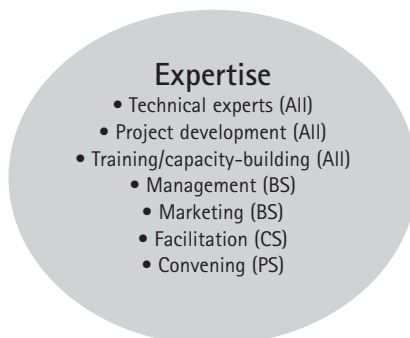 Expertise
• Technical experts (All)
• Project development (All)
• Training/capacity-building (All)
• Management (BS)
• Marketing (BS)
• Facilitation (CS)
• Convening (PS)